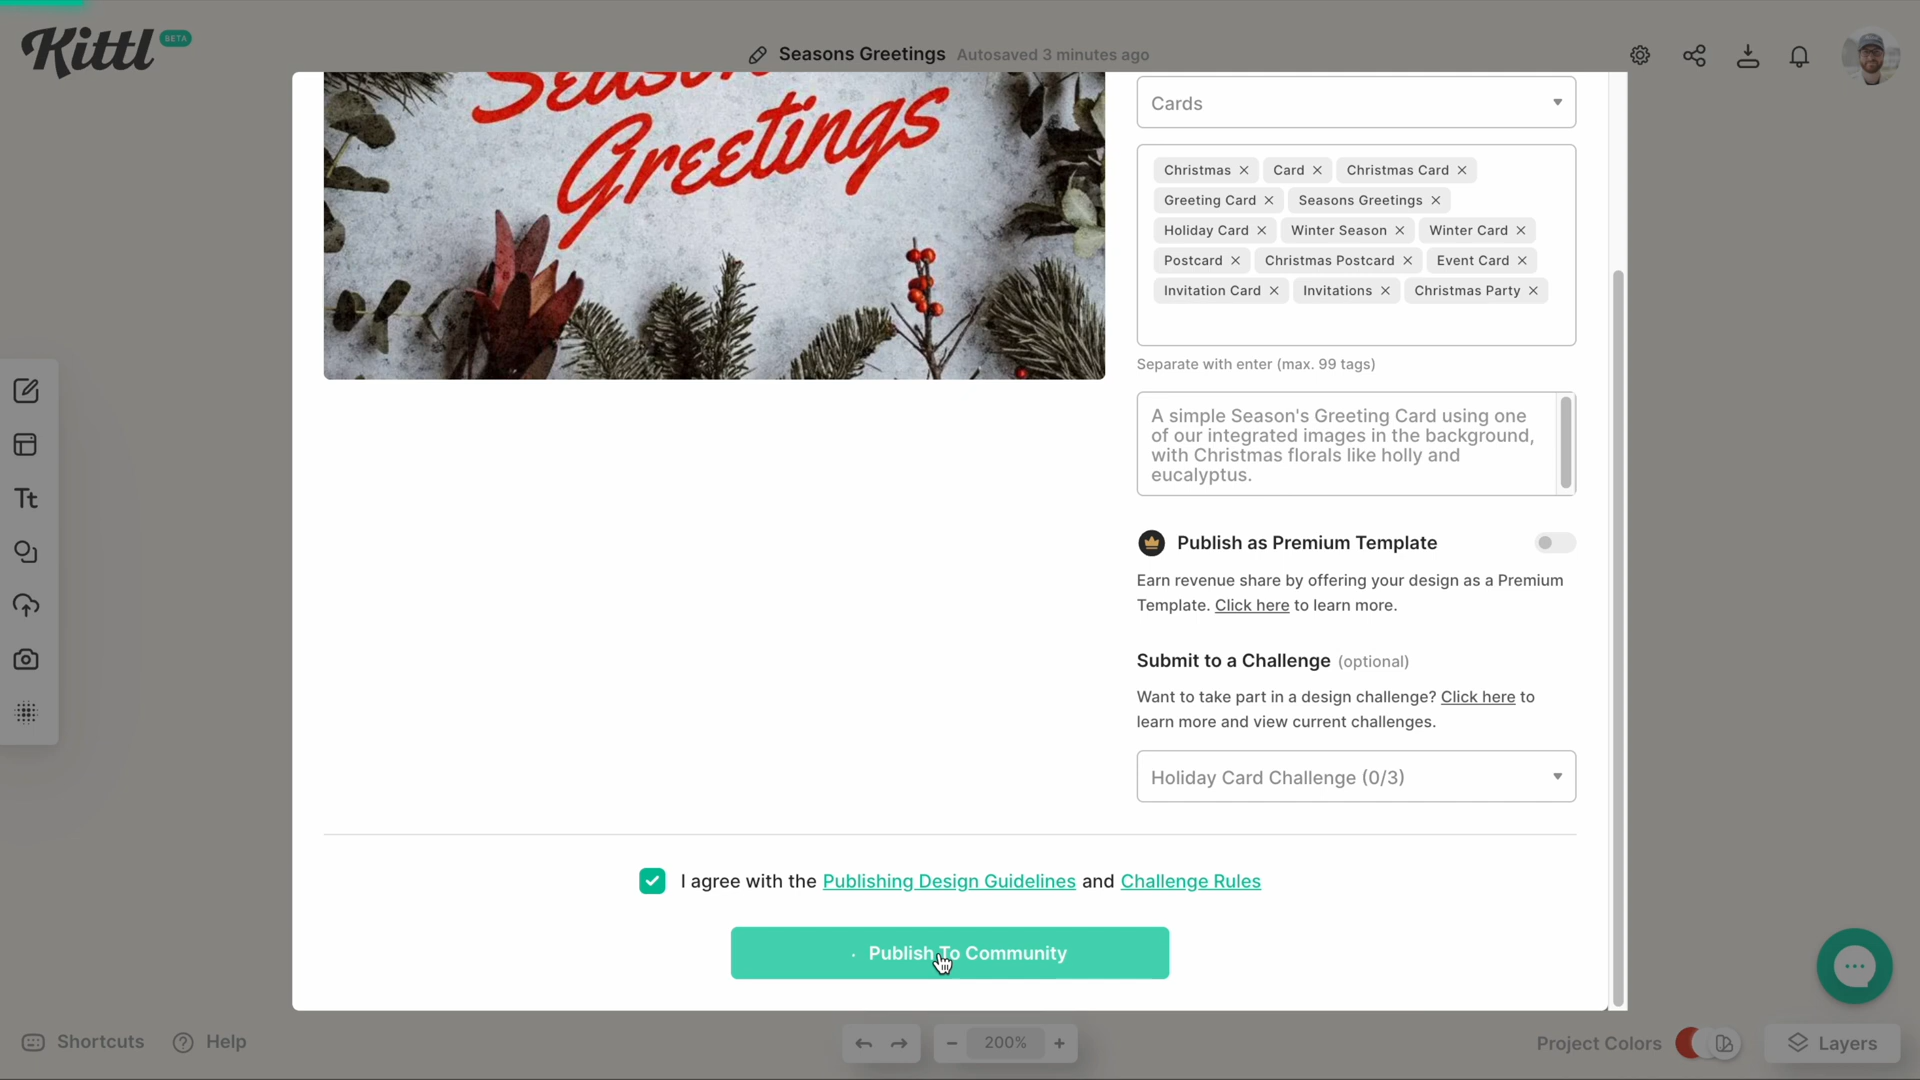 Kittl BETA
Seasons Greetings Autosaved 3 minutes ago
Season
Greetings
Cards
Christmas Card Christmas Card
Greeting Card Seasons Greetings
Holiday Card Winter Season Winter Card
Postcard Christmas Postcard Event Card
Invitation Card Invitations Christmas Party
Separate with enter (max. 99 tags)
A simple Season's Greeting Card using one
of our integrated images in the background,
with Christmas florals like holly and
eucalyptus.
Publish as Premium Template
Earn revenue share by offering your design as a Premium
Template. Click here to learn more.
Submit to a Challenge (optional)
Want to take part in a design challenge? Click here to
learn more and view current challenges.
Holiday Card Challenge (0/3)
I agree with the Publishing Design Guidelines and Challenge Rules
Publish To Community
Tt
Shortcuts Help
200%
Project Colors
Layers